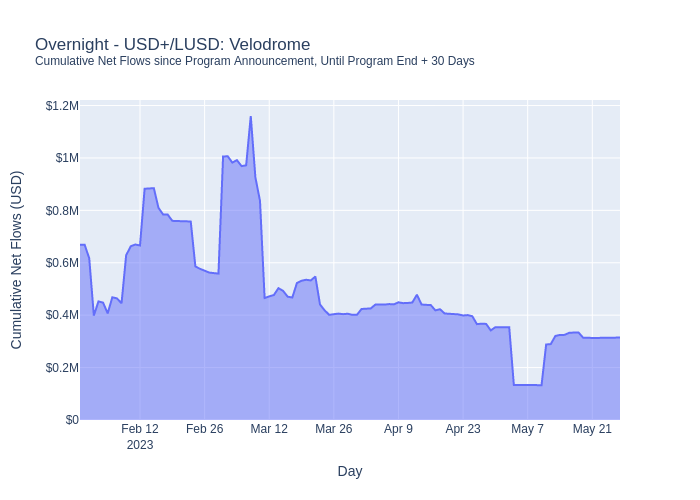 Overnight - USD+/LUSD: Velodrome
Cumulative Net Flows since Program Announcement, Until Program End + 30 Days
Cumulative Net Flows (USD)
$1.2M
$1M
$0.8M
$0.6M
$0.4M
$0.2M
$0
Feb 12 Feb 26 Mar 12 Mar 26 Apr 9 Apr 23 May 7 May 21
2023
Day